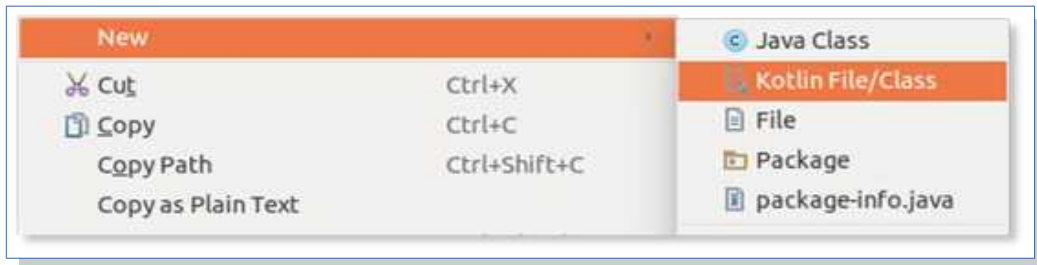 New
Cut Ctrl+X
Copy Ctrl+C
Copy Path Ctrl+Shift+C
Copy as Plain Text
Java Class
Kotlin File/Class
File
Package
package-info.java